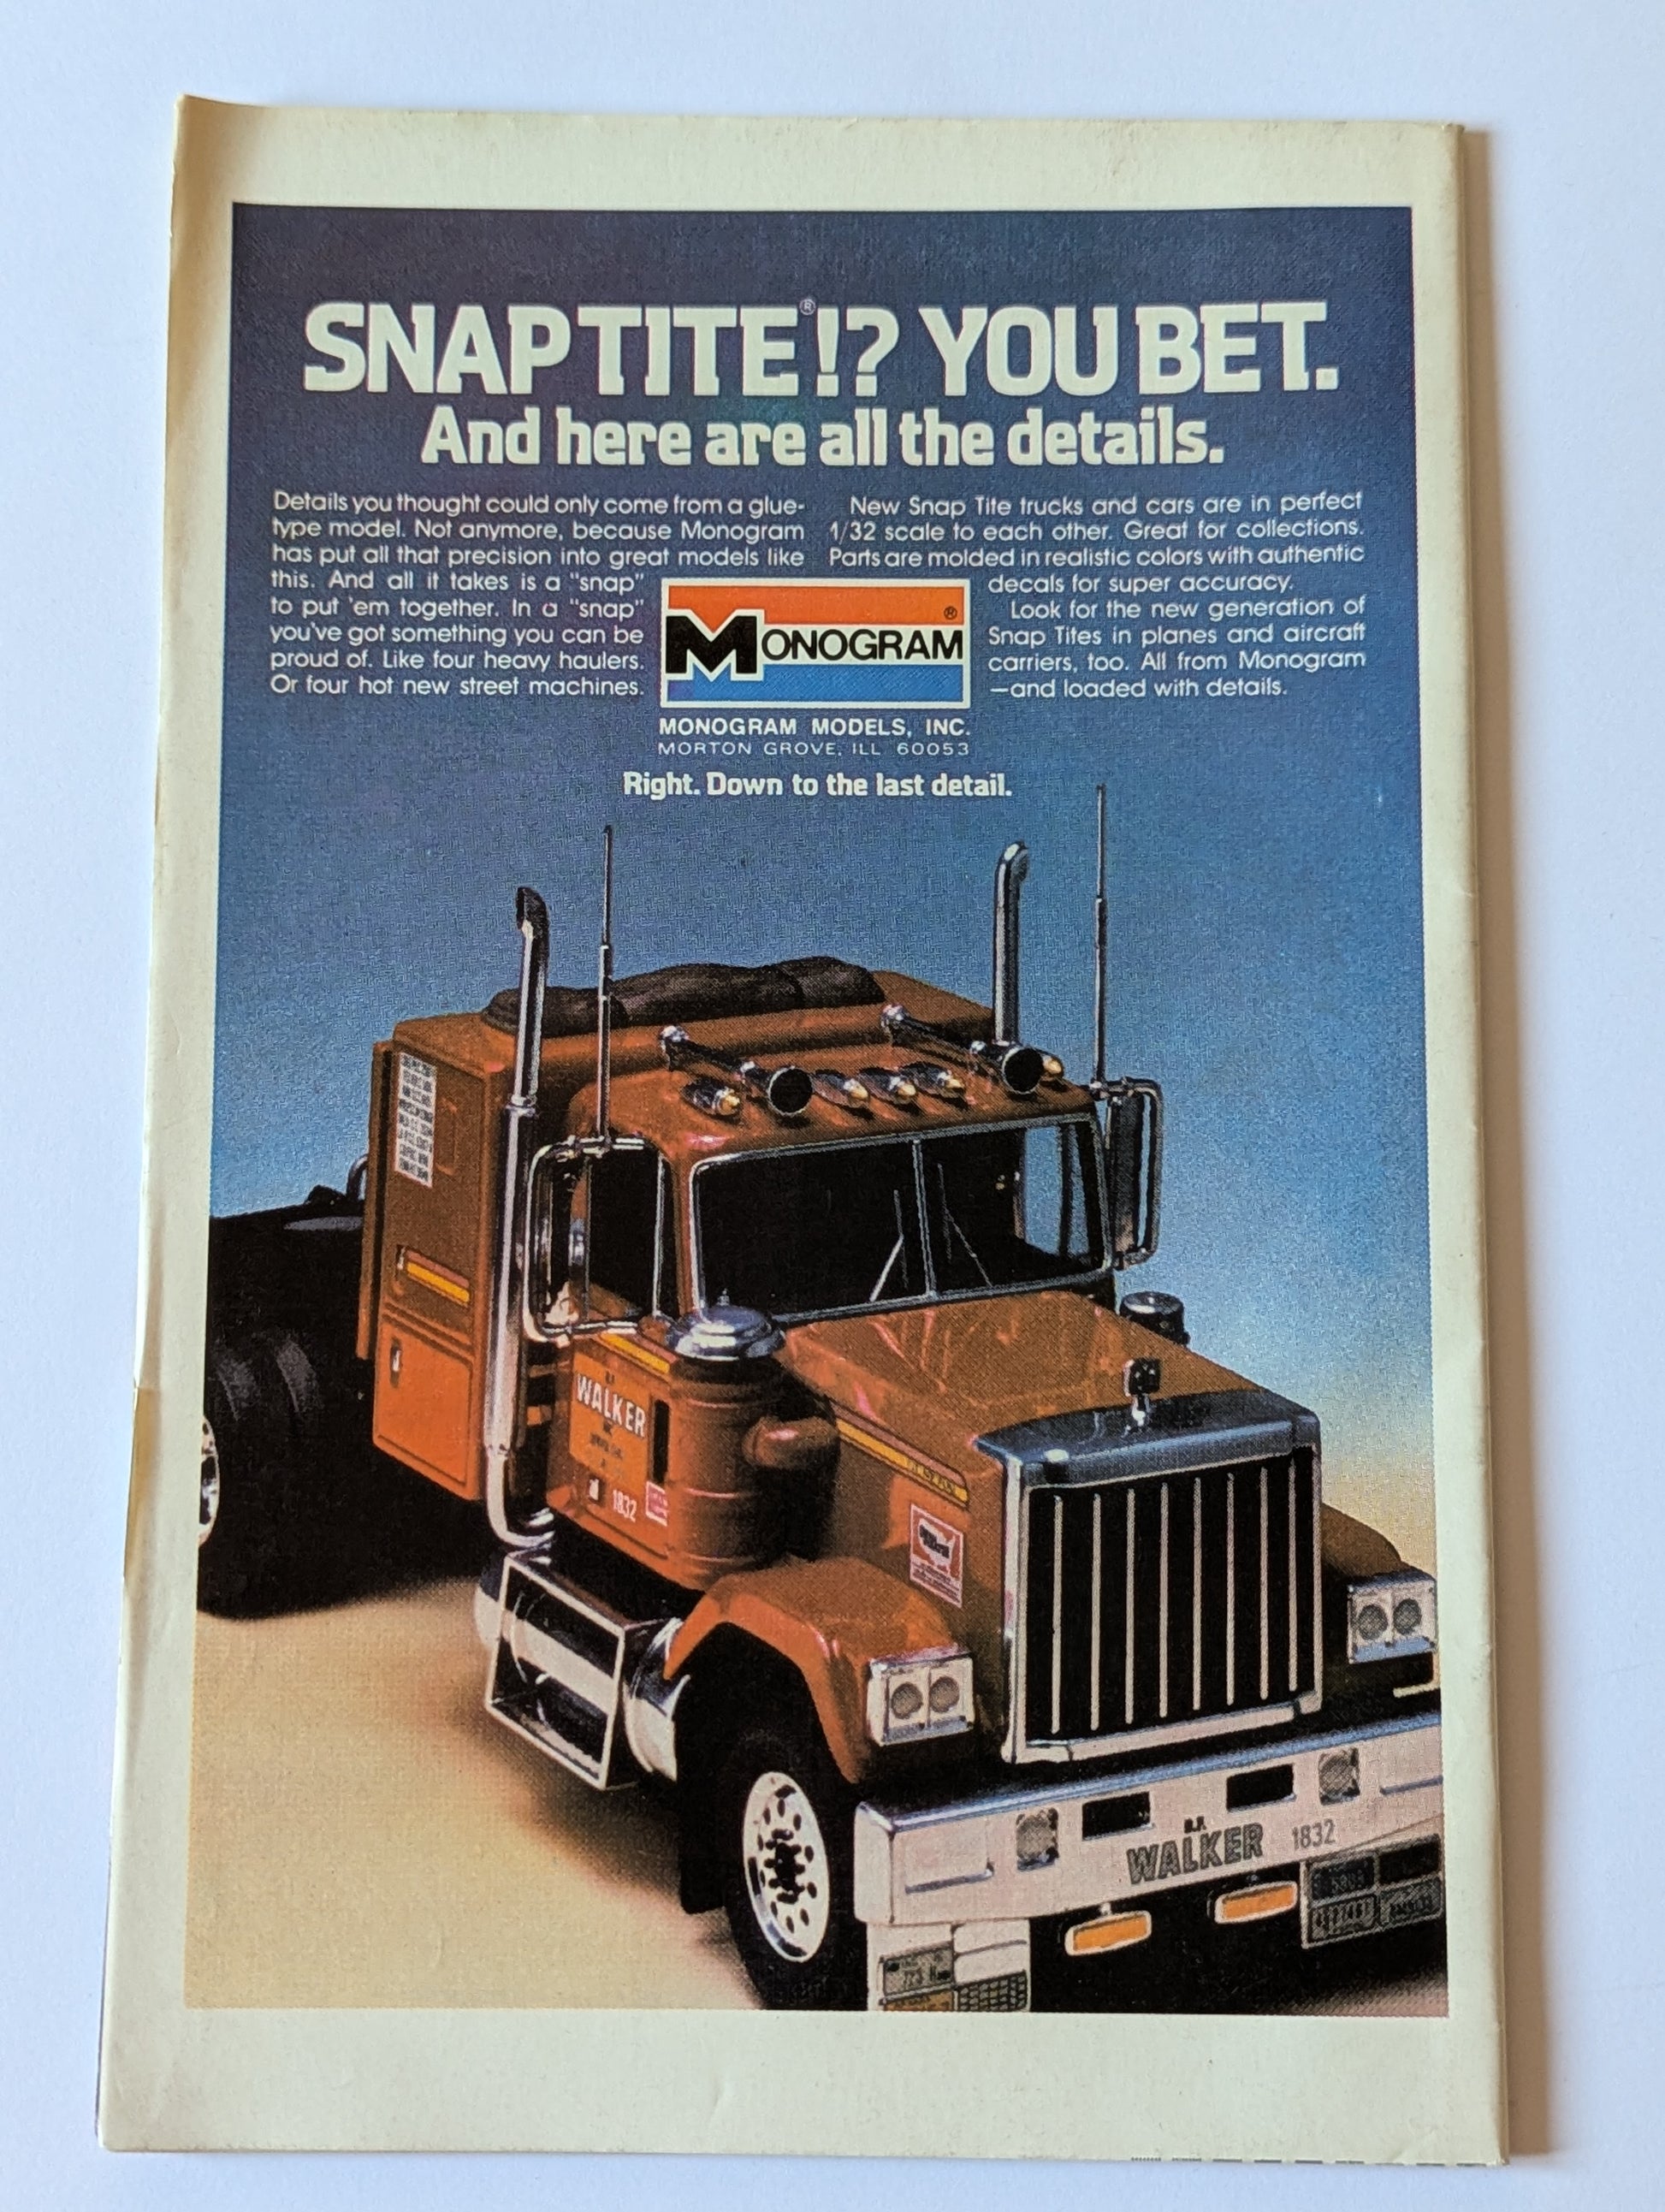 SNAP TITE®!? YOU BET.
And here are all the details.
Details you thought could only come from a glue-
type model. Not anymore, because Monogram
has put all that precision into great models like
this. And all it takes is a "snap"
to put 'em together. In a "snap"
you've got something you can be
proud of. Like four heavy haulers.
Or four hot new street machines.
New Snap Tite trucks and cars are in perfect
1/32 scale to each other. Great for collections.
Parts are molded in realistic colors with authentic
decals for super accuracy.
Look for the new generation of
Snap Tites in planes and aircraft
carriers, too. All from Monogram
—and loaded with details.
MONOGRAM®
MONOGRAM MODELS, INC.
MORTON GROVE, ILL 60053
Right. Down to the last detail.
WALKER
1832
WALKER 1832